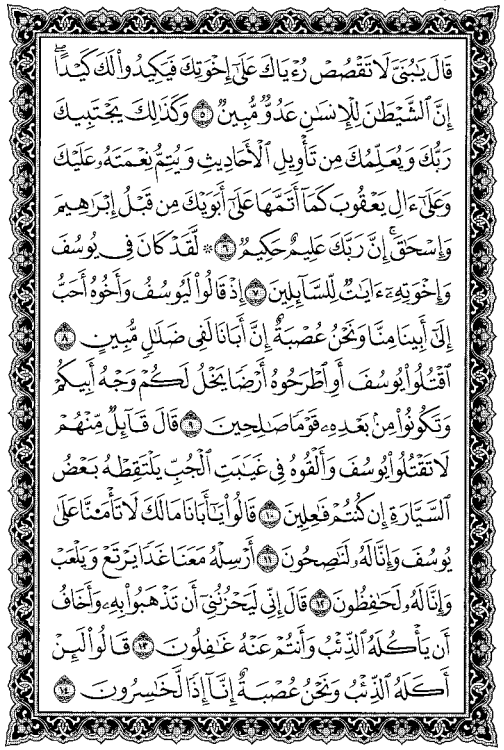 قَالَ يَٰبُنَيَّ لَا تَقْصُصْ رُءْيَاكَ عَلَىٰٓ إِخْوَتِكَ فَيَكِيدُوا۟ لَكَ كَيْدًا ۖ
إِنَّ ٱلشَّيْطَٰنَ لِلْإِنسَٰنِ عَدُوٌّ مُّبِينٌ ٥ وَكَذَٰلِكَ يَجْتَبِيكَ
رَبُّكَ وَيُعَلِّمُكَ مِن تَأْوِيلِ ٱلْأَحَادِيثِ وَيُتِمُّ نِعْمَتَهُۥ عَلَيْكَ
وَعَلَىٰٓ ءَالِ يَعْقُوبَ كَمَآ أَتَمَّهَا عَلَىٰٓ أَبَوَيْكَ مِن قَبْلُ إِبْرَٰهِيمَ
وَإِسْحَٰقَ ۚ إِنَّ رَبَّكَ عَلِيمٌ حَكِيمٌ ٦ ۞ لَّقَدْ كَانَ فِى يُوسُفَ
وَإِخْوَتِهِۦٓ ءَايَٰتٌ لِّلسَّآئِلِينَ ٧ إِذْ قَالُوا۟ لَيُوسُفُ وَأَخُوهُ أَحَبُّ
إِلَىٰٓ أَبِينَا مِنَّا وَنَحْنُ عُصْبَةٌ إِنَّ أَبَانَا لَفِى ضَلَٰلٍ مُّبِينٍ ٨
ٱقْتُلُوا۟ يُوسُفَ أَوِ ٱطْرَحُوهُ أَرْضًا يَخْلُ لَكُمْ وَجْهُ أَبِيكُمْ
وَتَكُونُوا۟ مِنۢ بَعْدِهِۦ قَوْمًا صَٰلِحِينَ ٩ قَالَ قَآئِلٌ مِّنْهُمْ
لَا تَقْتُلُوا۟ يُوسُفَ وَأَلْقُوهُ فِى غَيَٰبَتِ ٱلْجُبِّ يَلْتَقِطْهُ بَعْضُ
ٱلسَّيَّارَةِ إِن كُنتُمْ فَٰعِلِينَ ١٠ قَالُوا۟ يَٰٓأَبَانَا مَالَكَ لَا تَأْمَ۫نَّا عَلَىٰ
يُوسُفَ وَإِنَّا لَهُۥ لَنَٰصِحُونَ ١١ أَرْسِلْهُ مَعَنَا غَدًا يَرْتَعْ وَيَلْعَبْ
وَإِنَّا لَهُۥ لَحَٰفِظُونَ ١٢ قَالَ إِنِّى لَيَحْزُنُنِىٓ أَن تَذْهَبُوا۟ بِهِۦ وَأَخَافُ
أَن يَأْكُلَهُ ٱلذِّئْبُ وَأَنتُمْ عَنْهُ غَٰفِلُونَ ١٣ قَالُوا۟ لَئِنْ
أَكَلَهُ ٱلذِّئْبُ وَنَحْنُ عُصْبَةٌ إِنَّآ إِذًا لَّخَٰسِرُونَ ١٤